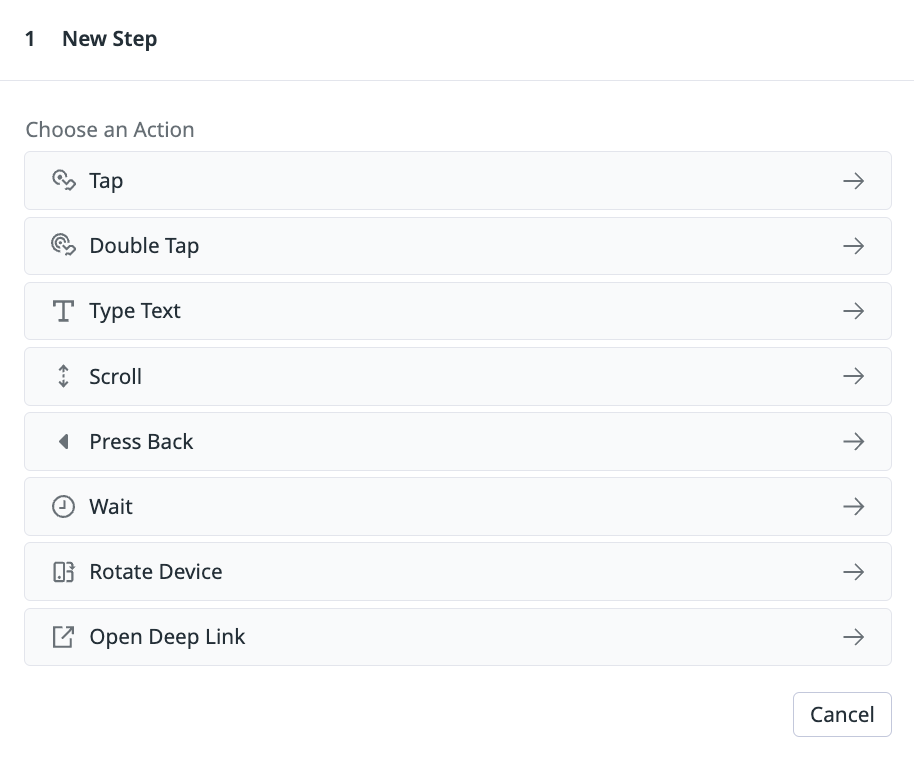 1 New Step
Choose an Action
Tap
Double Tap
Type Text
Scroll
Press Back
Wait
Rotate Device
Open Deep Link
Cancel